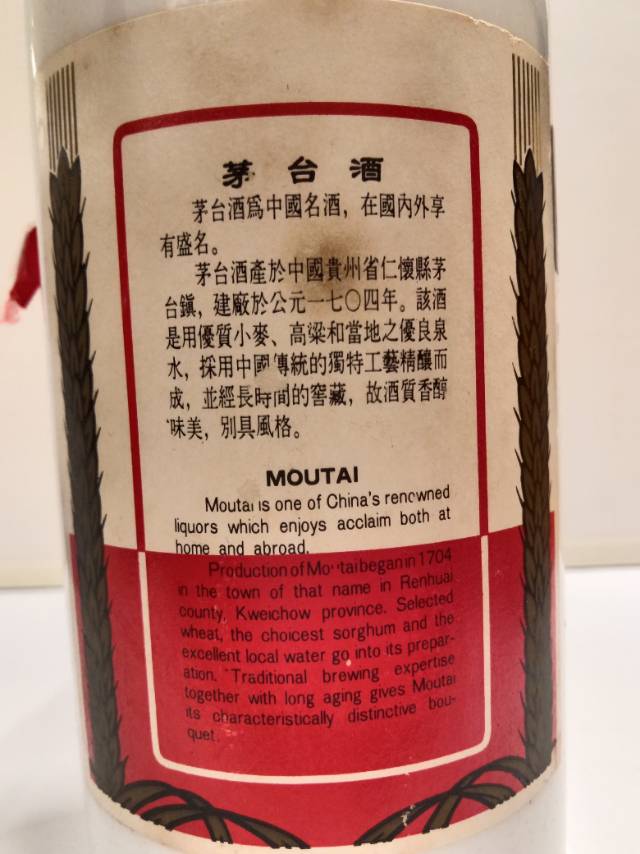 茅台酒
茅台酒爲中國名酒，在國內外享
有盛名。
茅台酒產於中國貴州省仁懷縣茅
台鎭，建廠於公元一七〇四年。該酒
是用優質小麥、高粱和當地之優良泉
水，採用中國傳統的獨特工藝精釀而
成，並經長時間的窖藏，故酒質香醇
味美，別具風格。
MOUTAI
Moutai is one of China's renowned
liquors which enjoys acclaim both at
home and abroad.
Production of Moutai began in 1704
in the town of that name in Renhuai
county, Kweichow province. Selected
wheat, the choicest sorghum and the
excellent local water go into its prepar-
ation. Traditional brewing expertise
together with long aging gives Moutai
its characteristically distinctive bou-
quet.